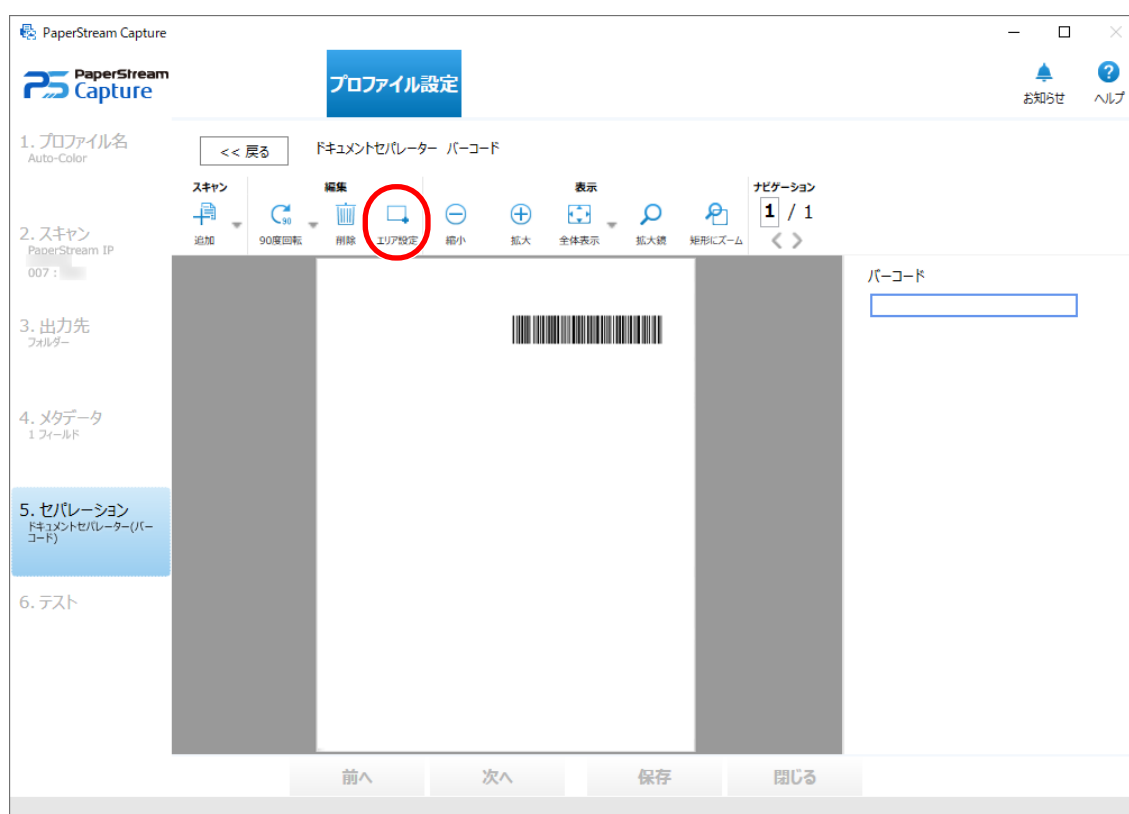 PaperStream Capture
PaperStream
Capture
プロファイル設定
お知らせ
ヘルプ
1. プロファイル名
Auto-Color
<< 戻る
ドキュメントセパレーター バーコード
スキャン
編集
表示
ナビゲーション
90
1 / 1
追加
90度回転
削除
エリア設定
縮小
拡大
全体表示
拡大鏡
矩形にズーム
2. スキャン
PaperStream IP
007 :
バーコード
3. 出力先
フォルダー
4. メタデータ
1 フィールド
5. セパレーション
ドキュメントセパレーター(バー
コード)
6. テスト
前へ
次へ
保存
閉じる